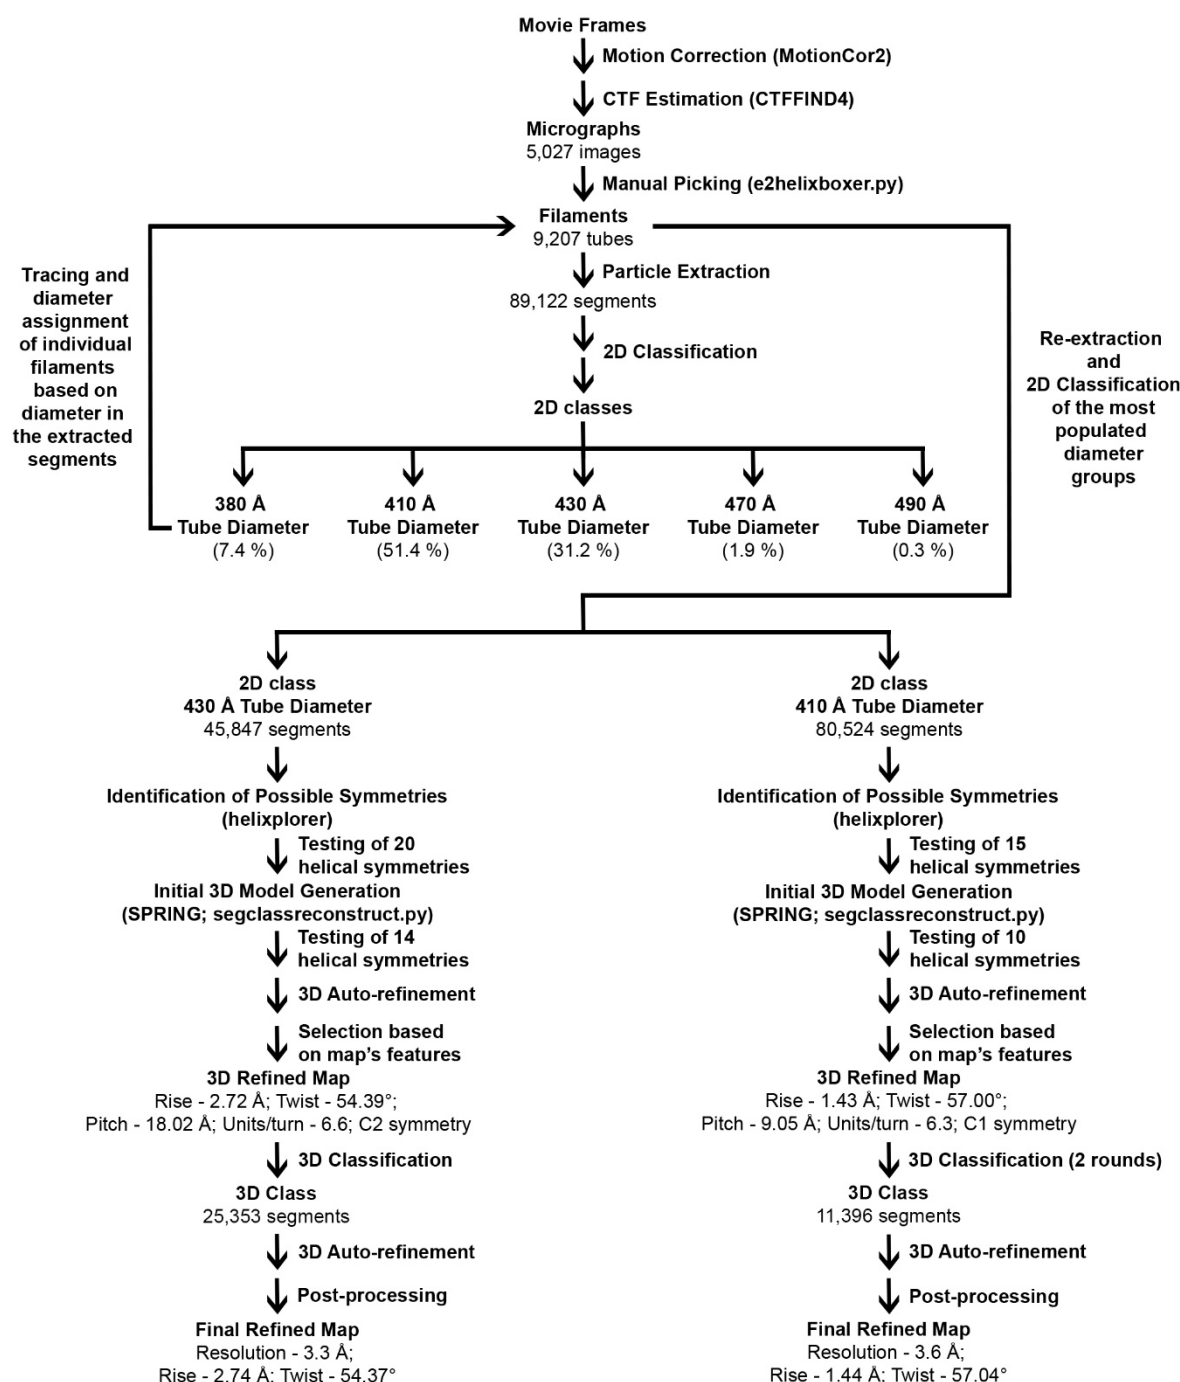 Movie Frames
Motion Correction (MotionCor2)
CTF Estimation (CTFFIND4)
Micrographs
5,027 images
Manual Picking (e2helixboxer.py)
Filaments
9,207 tubes
Particle Extraction
89,122 segments
2D Classification
2D classes
Tracing and
diameter
assignment
of individual
filaments
based on
diameter in
the extracted
segments
Re-extraction
and
2D Classification
of the most
populated
diameter
groups
380 Å
Tube Diameter
(7.4 %)
410 Å
Tube Diameter
(51.4 %)
430 Å
Tube Diameter
(31.2 %)
470 Å
Tube Diameter
(1.9 %)
490 Å
Tube Diameter
(0.3 %)
2D class
430 Å Tube Diameter
45,847 segments
Identification of Possible Symmetries
(helixplorer)
Testing of 20
helical symmetries
Initial 3D Model Generation
(SPRING; segclassreconstruct.py)
Testing of 14
helical symmetries
3D Auto-refinement
Selection based
on map's features
3D Refined Map
Rise - 2.72 Å; Twist - 54.39°;
Pitch - 18.02 Å; Units/turn - 6.6; C2 symmetry
3D Classification
3D Class
25,353 segments
3D Auto-refinement
Post-processing
Final Refined Map
Resolution - 3.3 Å;
Rise - 2.74 Å; Twist - 54.37°
2D class
410 Å Tube Diameter
80,524 segments
Identification of Possible Symmetries
(helixplorer)
Testing of 15
helical symmetries
Initial 3D Model Generation
(SPRING; segclassreconstruct.py)
Testing of 10
helical symmetries
3D Auto-refinement
Selection based
on map's features
3D Refined Map
Rise - 1.43 Å; Twist - 57.00°;
Pitch - 9.05 Å; Units/turn - 6.3; C1 symmetry
3D Classification (2 rounds)
3D Class
11,396 segments
3D Auto-refinement
Post-processing
Final Refined Map
Resolution - 3.6 Å;
Rise - 1.44 Å; Twist - 57.04°